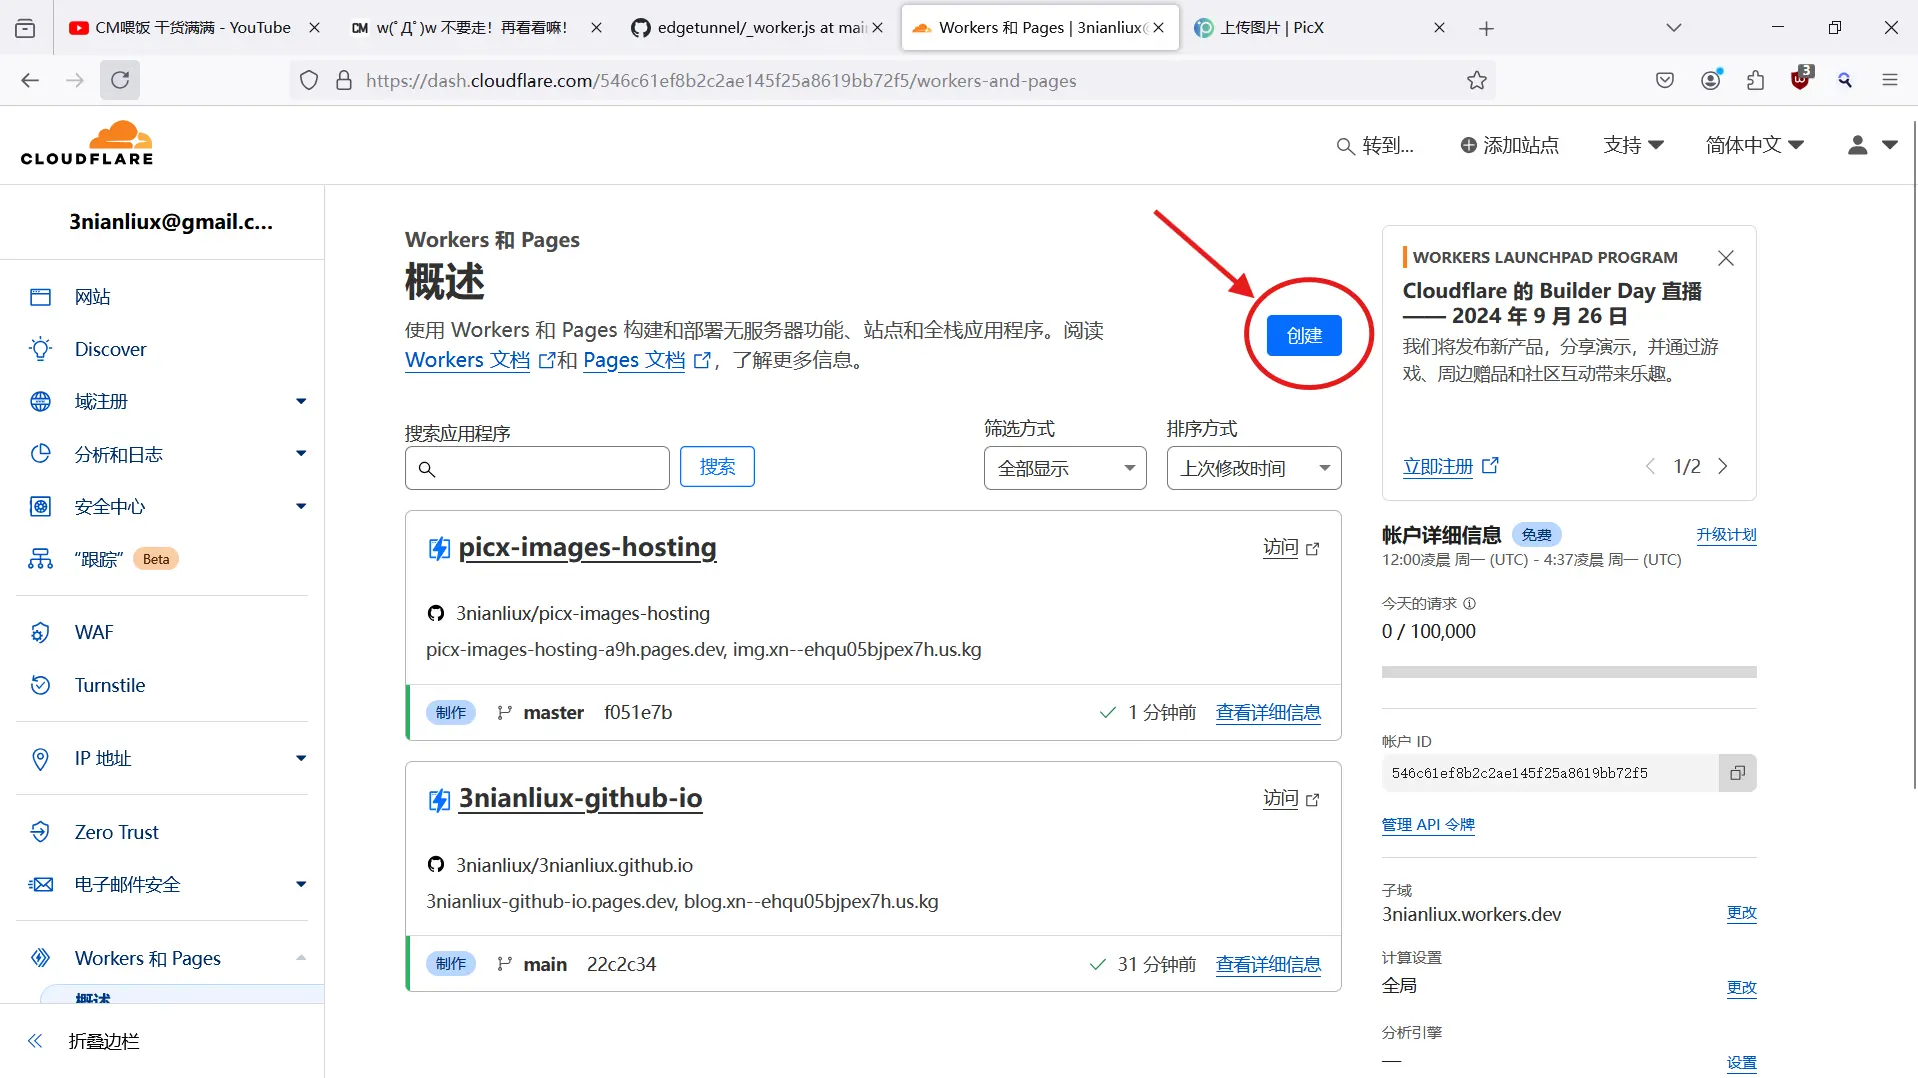 CM喂饭 干货满满 - YouTube
CM w(ﾟДﾟ)w 不要走！再看看嘛！
edgetunnel/_worker.js at mai
Workers 和 Pages | 3nianliux@
上传图片 | PicX
https://dash.cloudflare.com/546c61ef8b2c2ae145f25a8619bb72f5/workers-and-pages
3
CLOUDFLARE
转到...
添加站点
支持
简体中文
3nianliux@gmail.c...
网站
Discover
域注册
分析和日志
安全中心
“跟踪” Beta
WAF
Turnstile
IP 地址
Zero Trust
电子邮件安全
Workers 和 Pages
概述
折叠边栏
Workers 和 Pages
概述
使用 Workers 和 Pages 构建和部署无服务器功能、站点和全栈应用程序。阅读
Workers 文档 和 Pages 文档 ，了解更多信息。
创建
搜索应用程序
搜索
筛选方式
全部显示
排序方式
上次修改时间
picx-images-hosting
访问
3nianliux/picx-images-hosting
picx-images-hosting-a9h.pages.dev, img.xn--ehqu05bjpex7h.us.kg
制作 master f051e7b
1 分钟前 查看详细信息
3nianliux-github-io
访问
3nianliux/3nianliux.github.io
3nianliux-github-io.pages.dev, blog.xn--ehqu05bjpex7h.us.kg
制作 main 22c2c34
31 分钟前 查看详细信息
WORKERS LAUNCHPAD PROGRAM
Cloudflare 的 Builder Day 直播
—— 2024 年 9 月 26 日
我们将发布新产品，分享演示，并通过游
戏、周边赠品和社区互动带来乐趣。
立即注册
1/2
帐户详细信息 免费
升级计划
12:00凌晨 周一 (UTC) - 4:37凌晨 周一 (UTC)
今天的请求
0 / 100,000
帐户 ID
546c61ef8b2c2ae145f25a8619bb72f5
管理 API 令牌
子域
3nianliux.workers.dev
更改
计算设置
全局
更改
分析引擎
—
设置